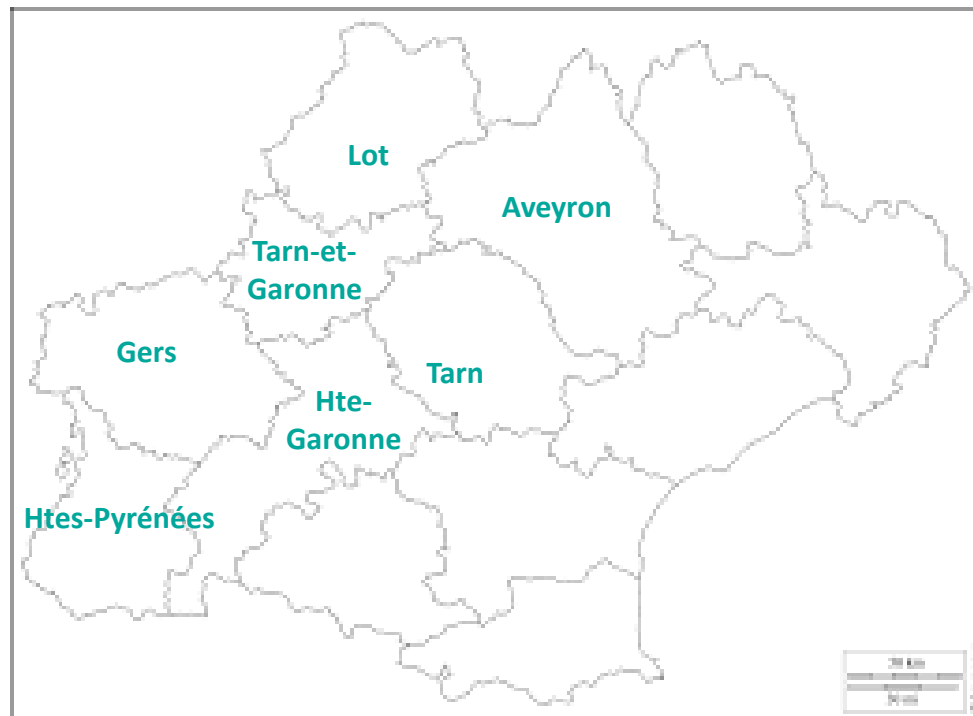 Lot
Aveyron
Tarn-et-
Garonne
Gers
Tarn
Hte-
Garonne
Htes-Pyrénées